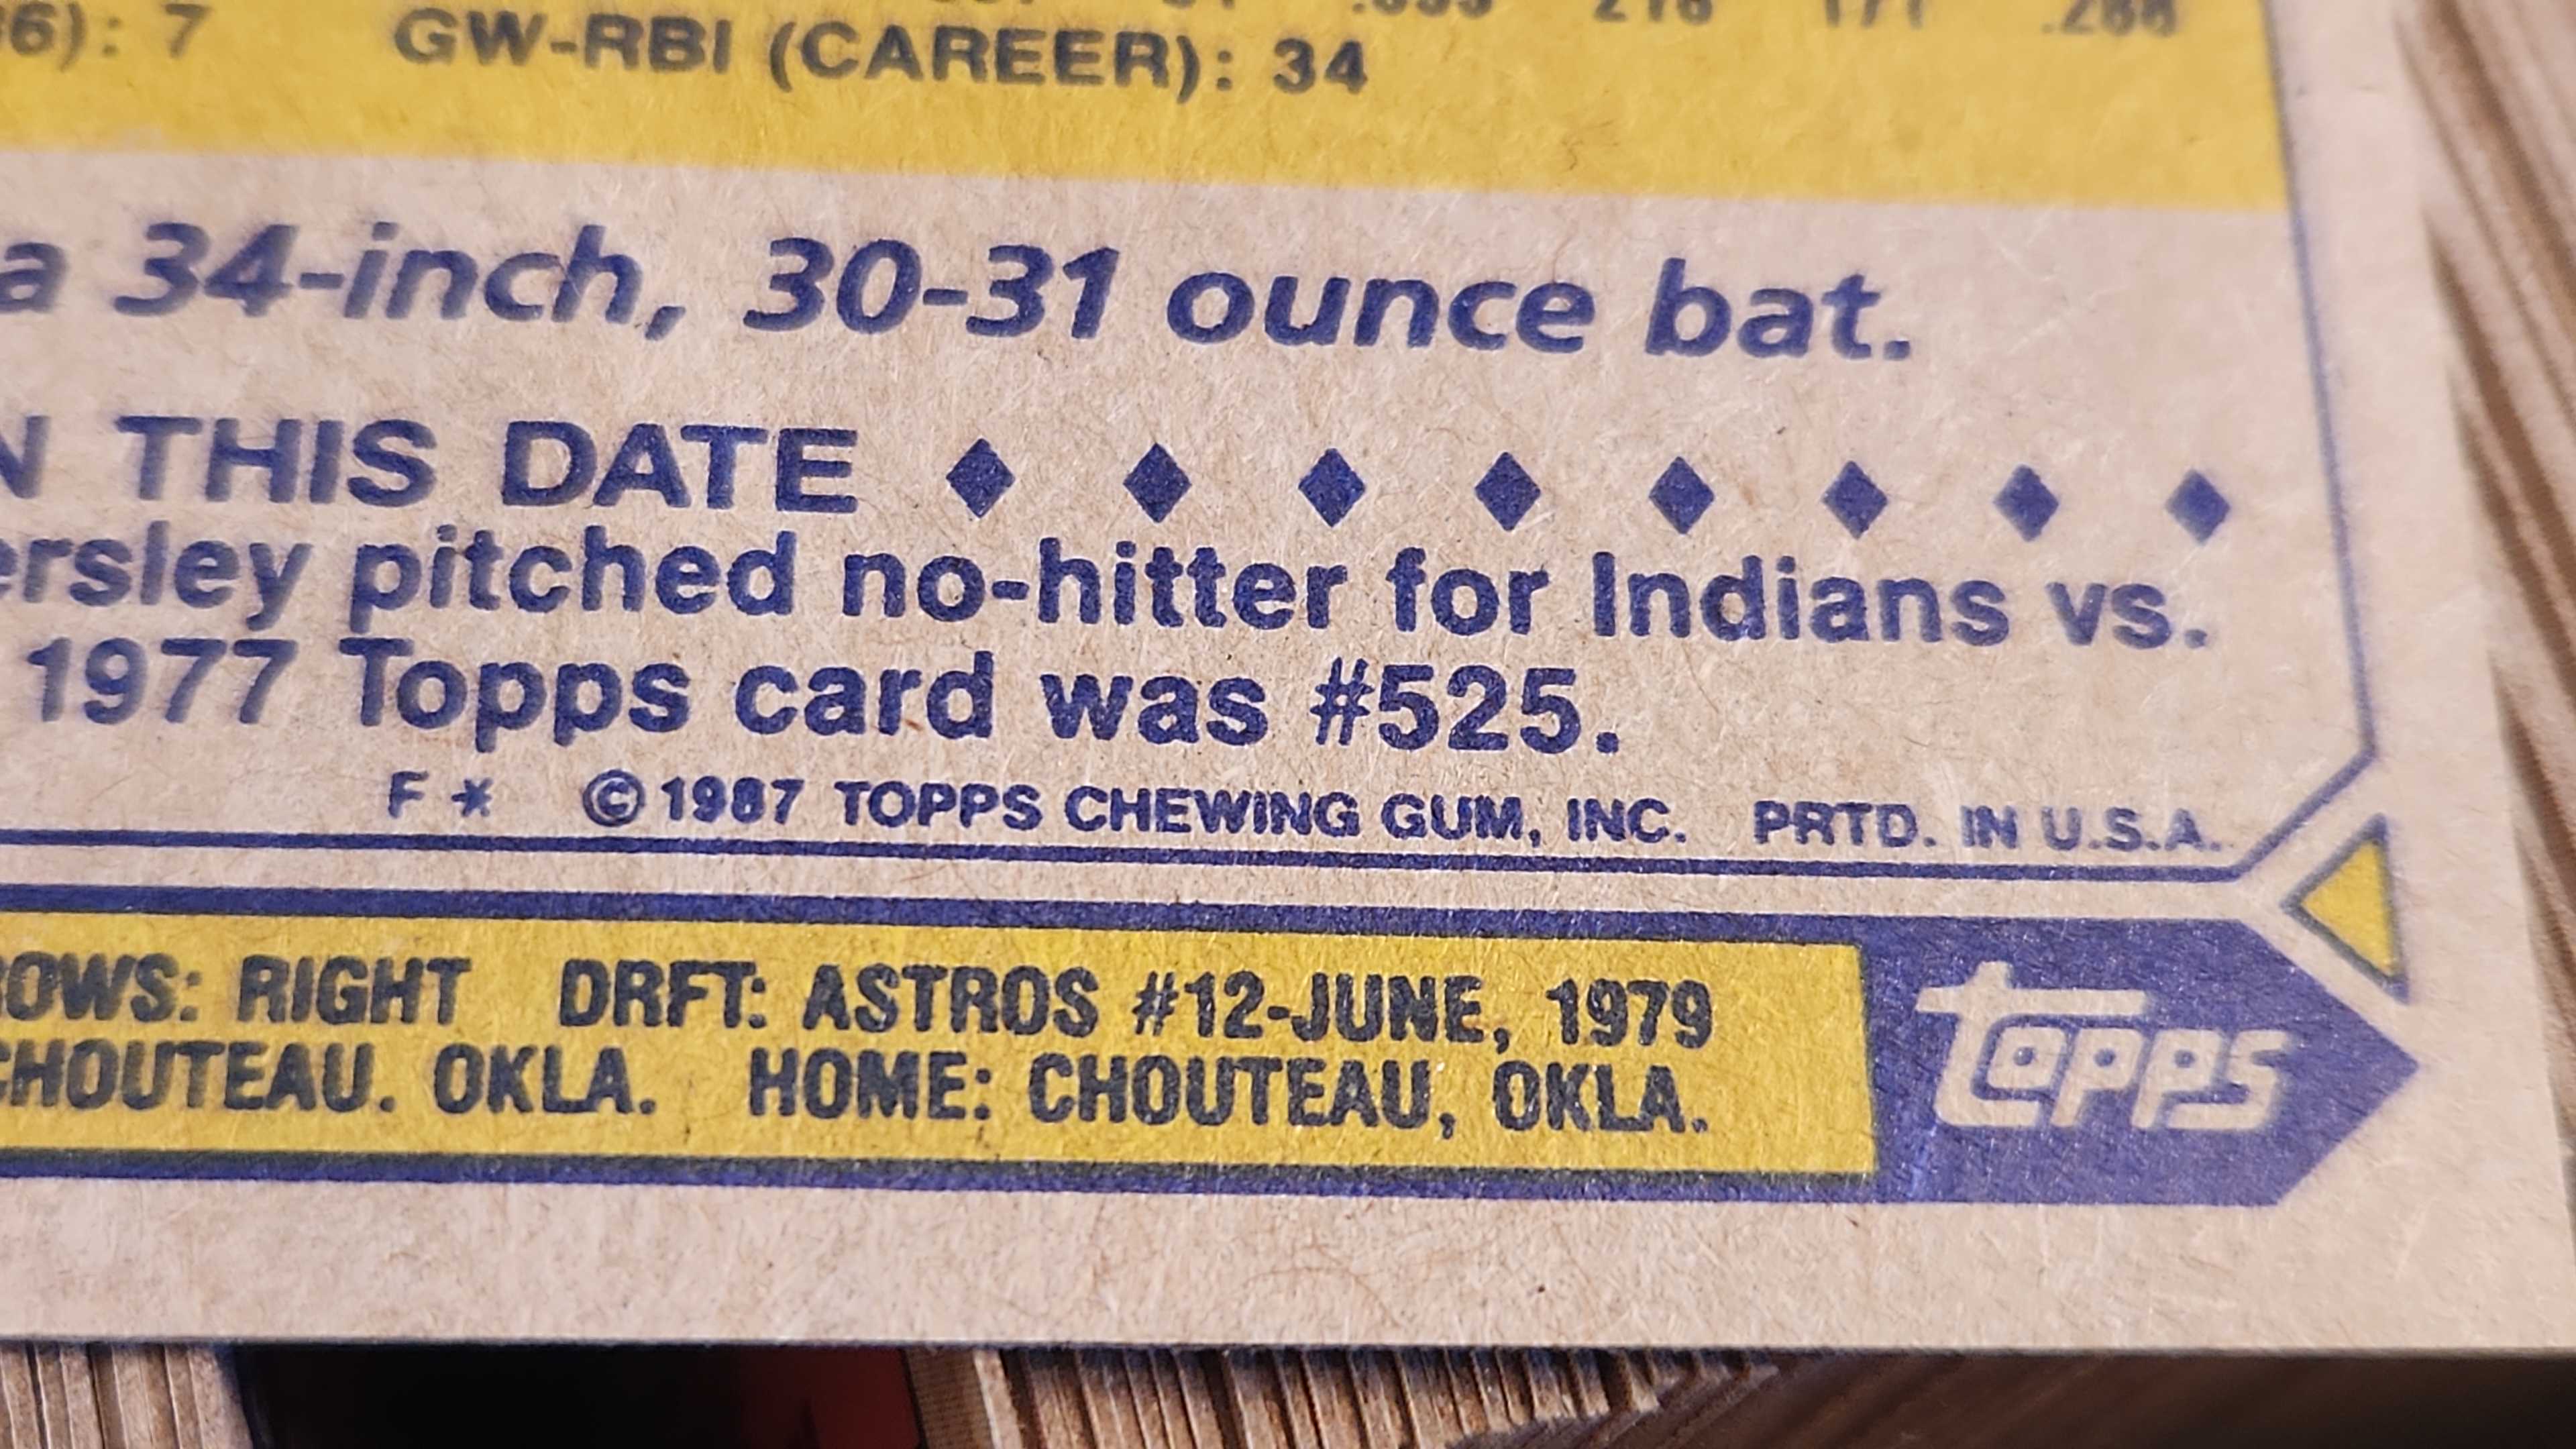 6): 7 GW-RBI (CAREER): 34
a 34-inch, 30-31 ounce bat.
N THIS DATE ♦ ♦ ♦ ♦ ♦ ♦ ♦ ♦
ersley pitched no-hitter for Indians vs.
1977 Topps card was #525.
F* ©1987 TOPPS CHEWING GUM, INC. PRTD. IN U.S.A.
OWS: RIGHT DRFT: ASTROS #12-JUNE, 1979
CHOUTEAU. OKLA. HOME: CHOUTEAU, OKLA.
topps